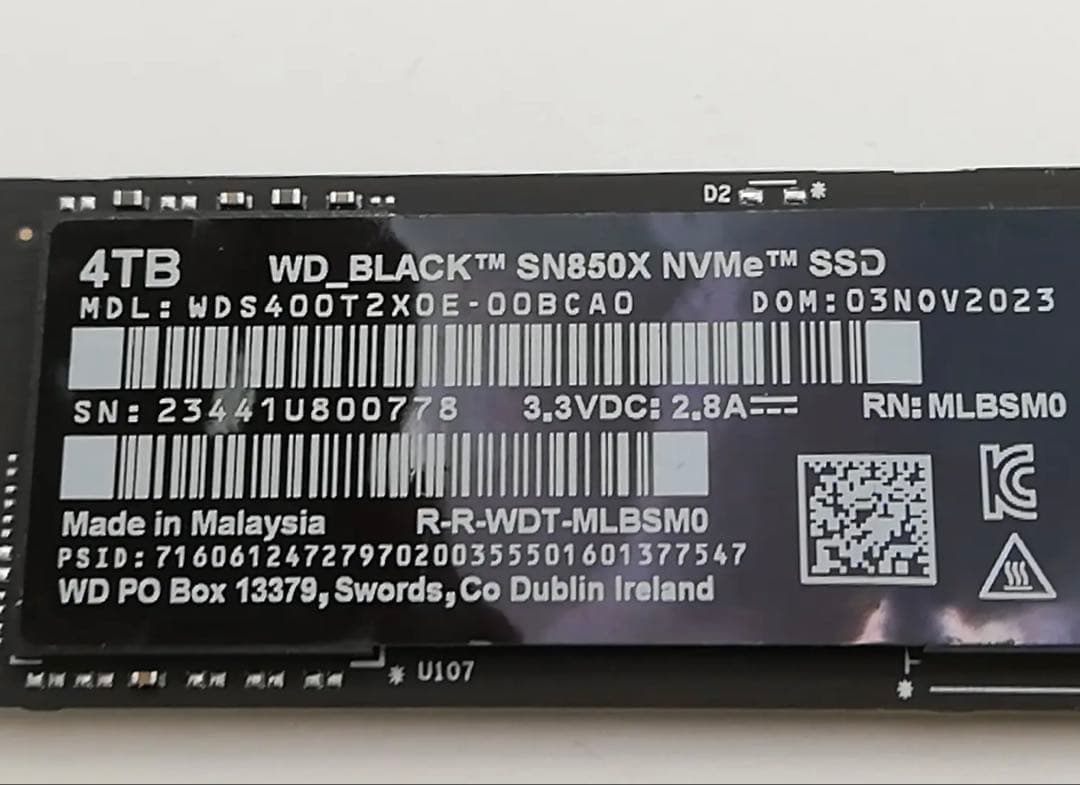 D2 *
4TB WD_BLACK™ SN850X NVMe™ SSD
MDL: WDS400T2X0E-00BCA0 DOM:03NOV2023
SN: 23441U800778 3.3VDC: 2.8A RN: MLBSM0
Made in Malaysia R-R-WDT-MLBSM0
PSID: 71606124727970200355501601377547
WD PO Box 13379, Swords, Co Dublin Ireland
* U107
*